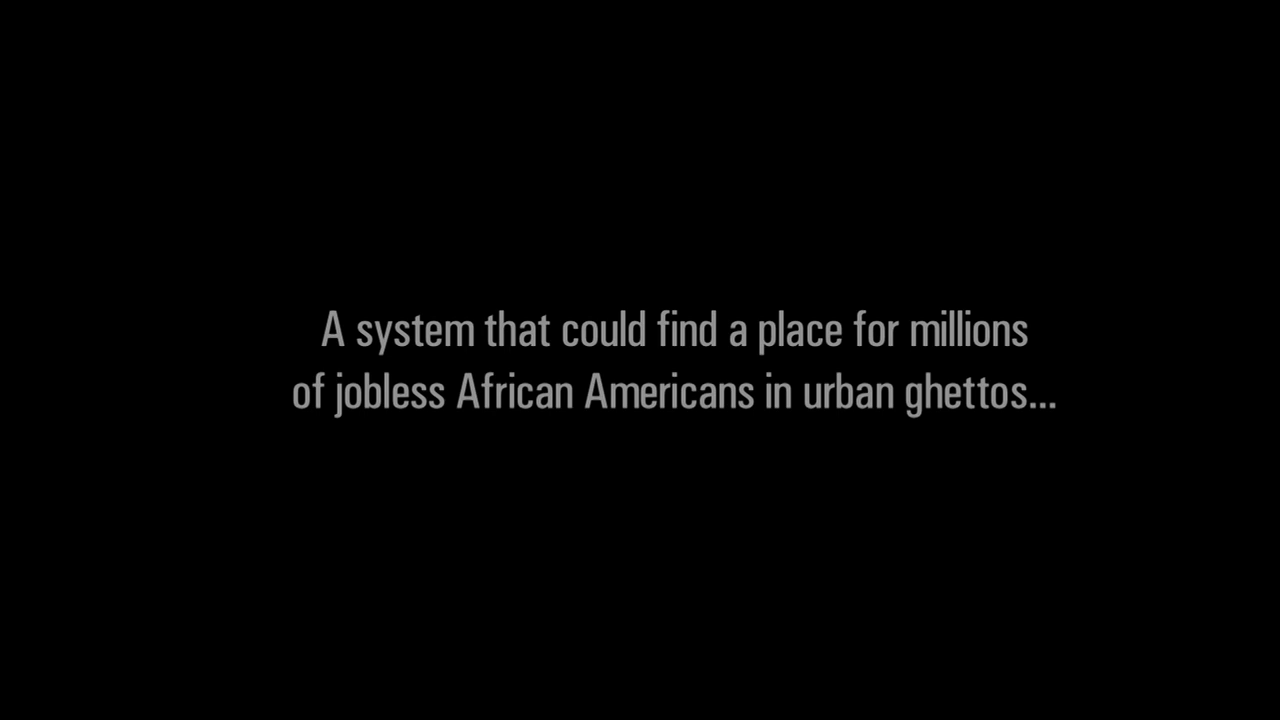 A system that could find a place for millions
of jobless African Americans in urban ghettos...